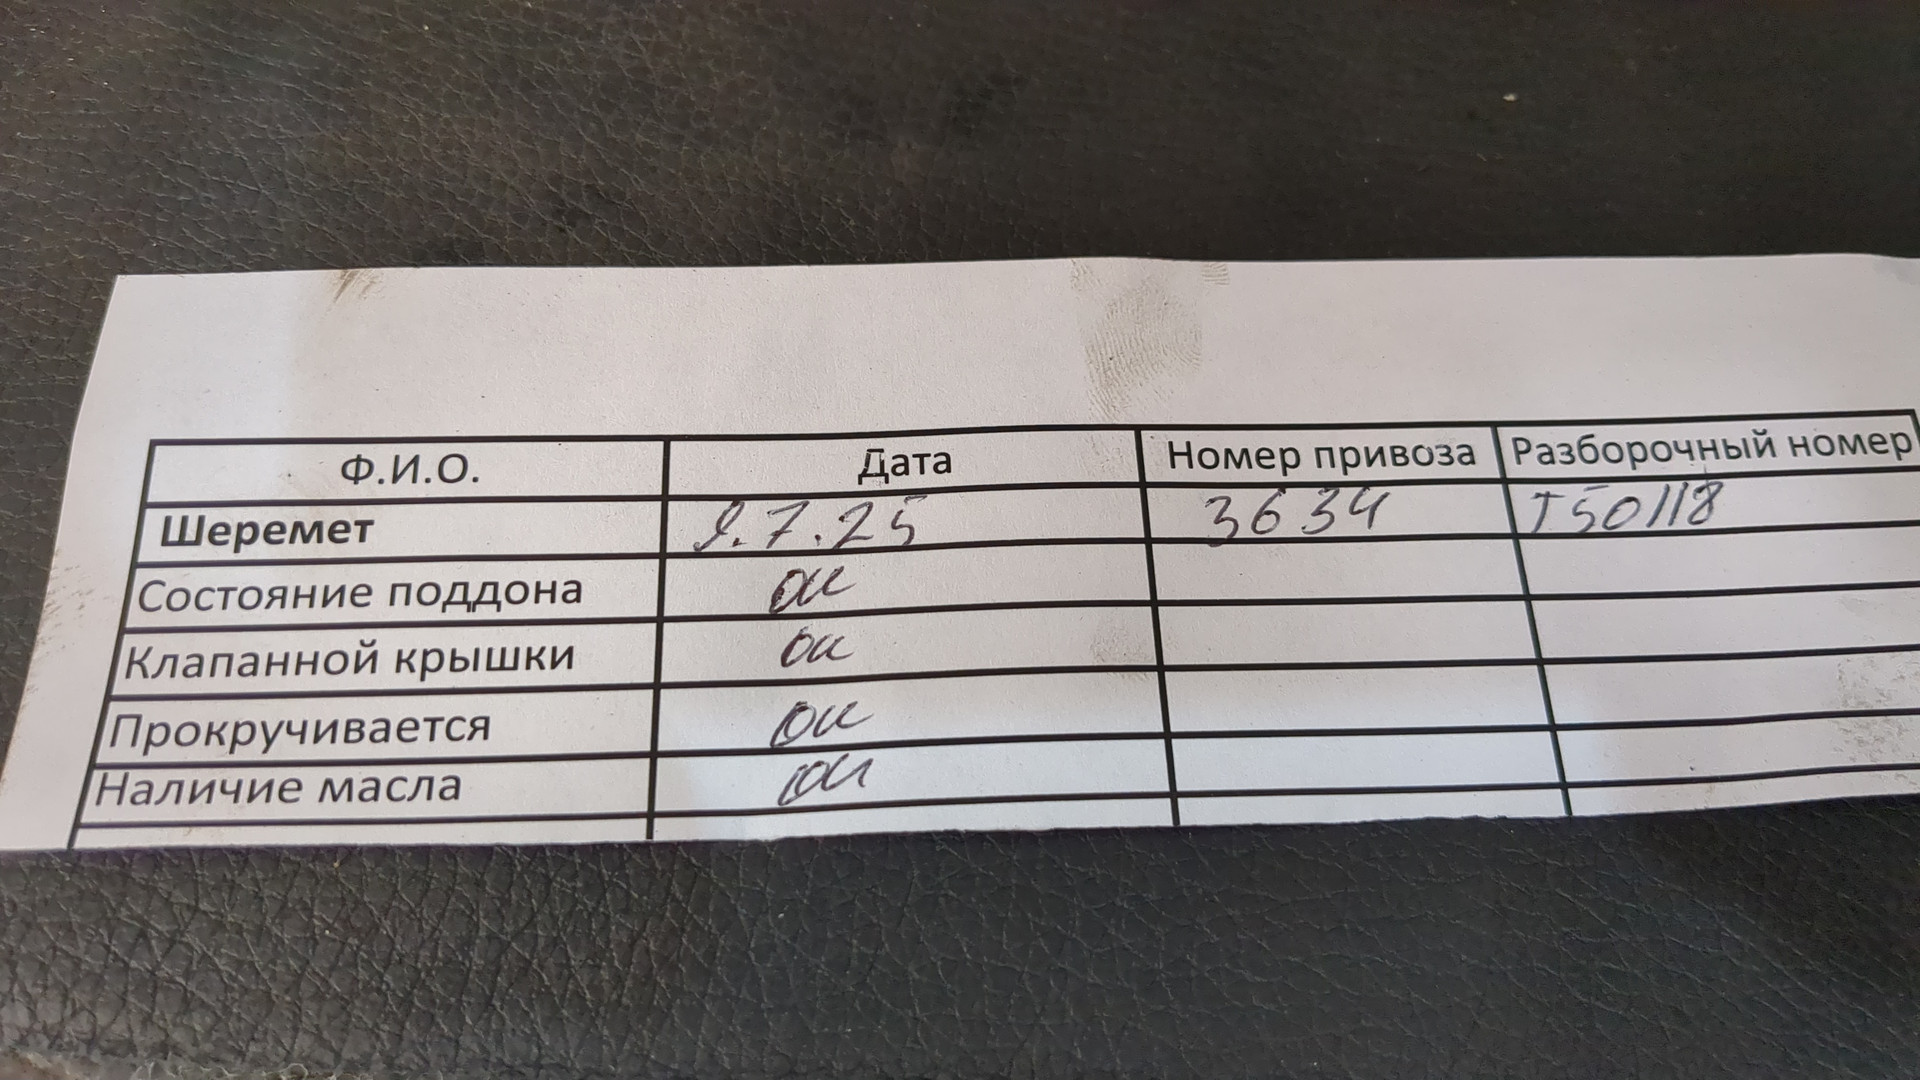 Ф.И.О. Дата Номер привоза Разборочный номер
Шеремет 9.7.25 3634 T50118
Состояние поддона ок
Клапанной крышки ок
Прокручивается ок
Наличие масла ок